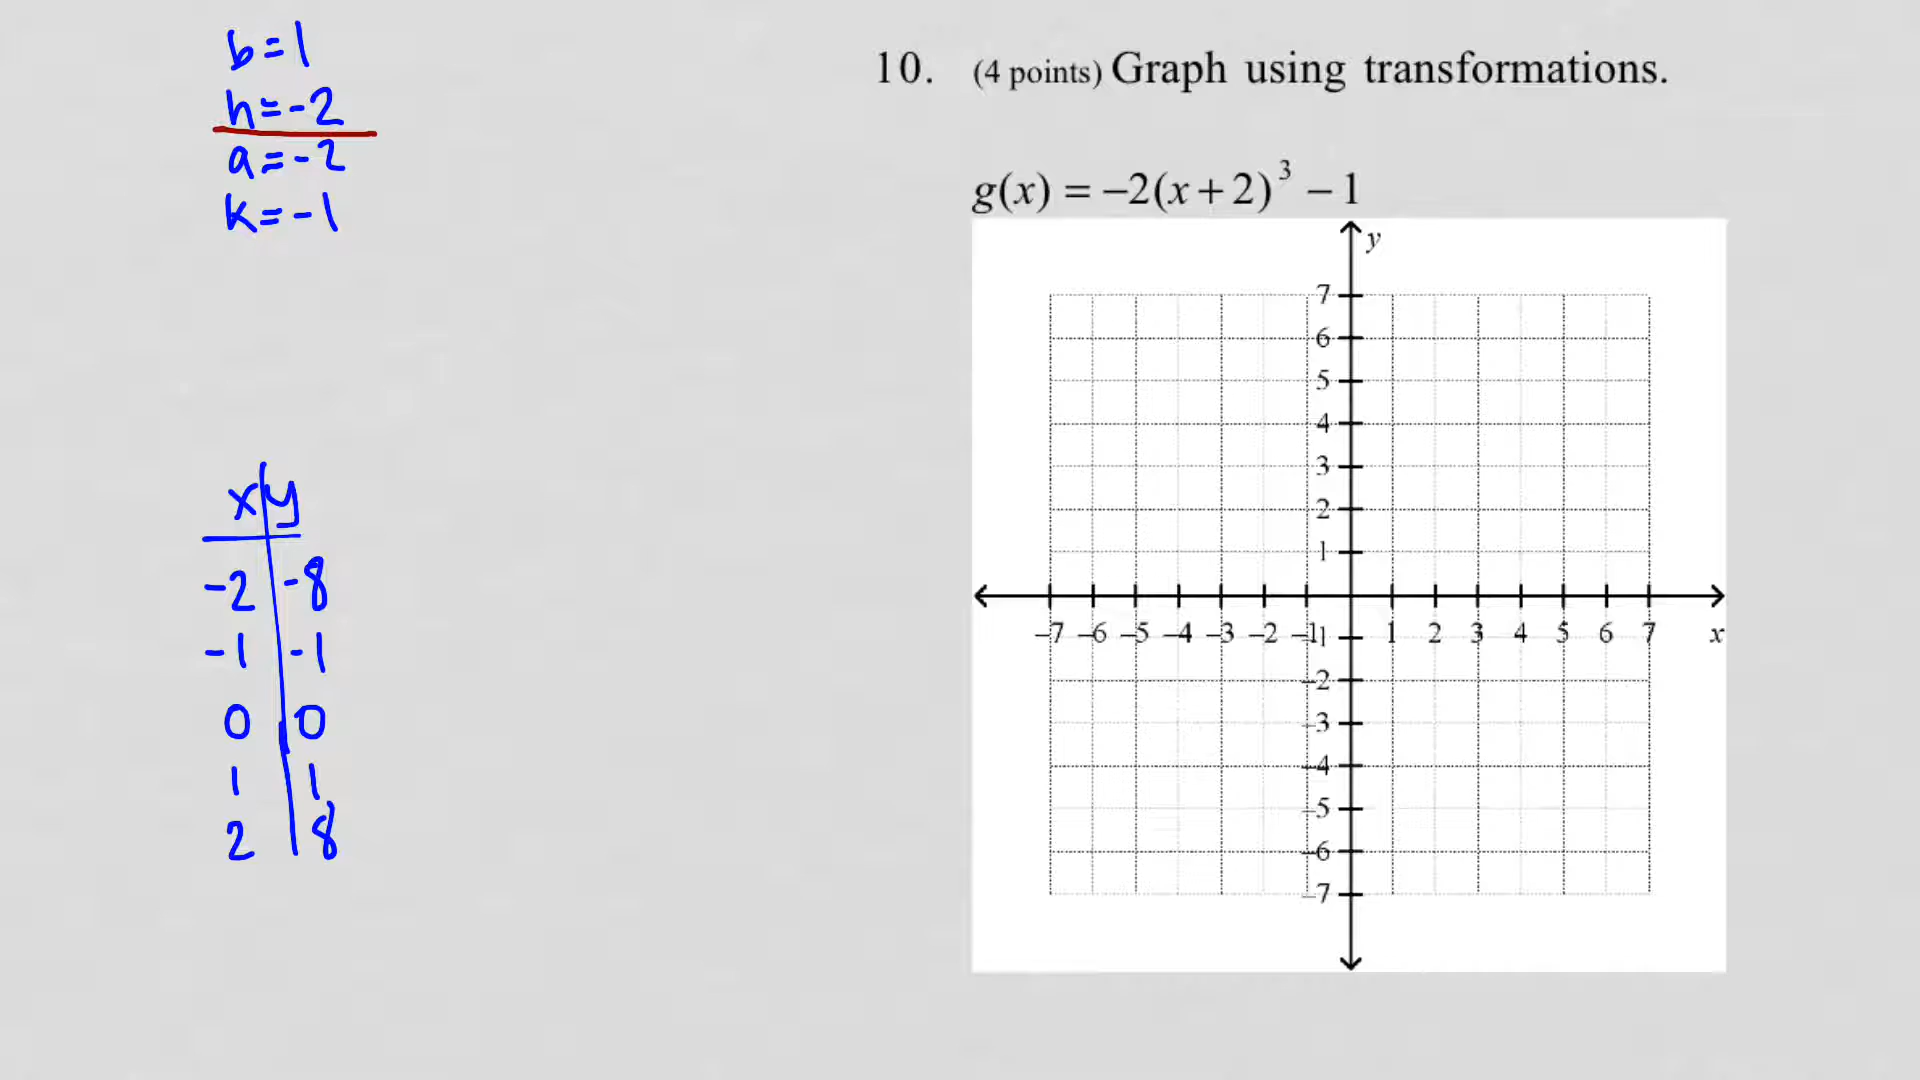 b=1
h=-2
a=-2
k=-1
x y
-2 -8
-1 -1
0 0
1 1
2 8
10. (4 points) Graph using transformations.
g(x) = –2(x+2)³ – 1
y
7
6
5
4
3
2
1
–7 –6 –5 –4 –3 –2 –1 1 2 3 4 5 6 7 x
–1
–2
–3
–4
–5
–6
–7